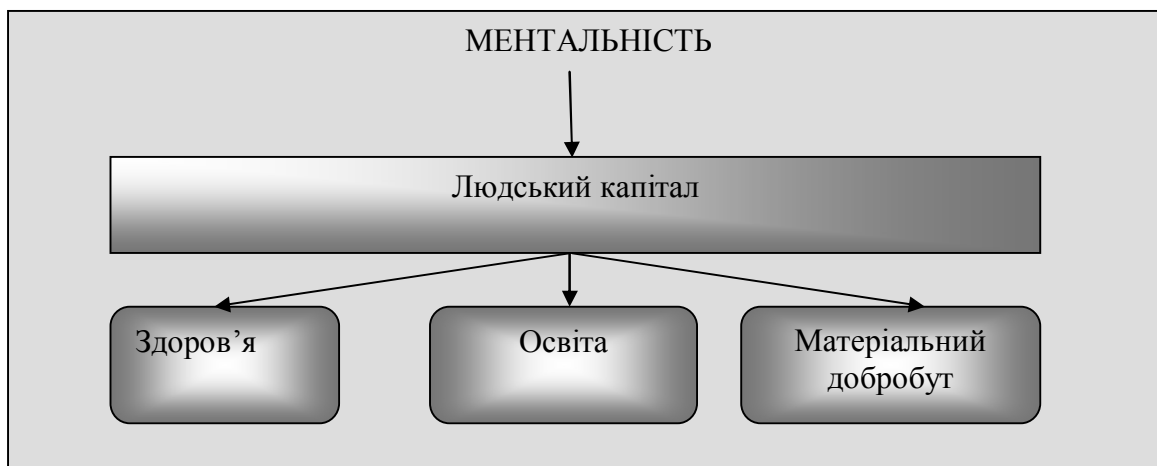 МЕНТАЛЬНІСТЬ
Людський капітал
Здоров’я
Освіта
Матеріальний
добробут